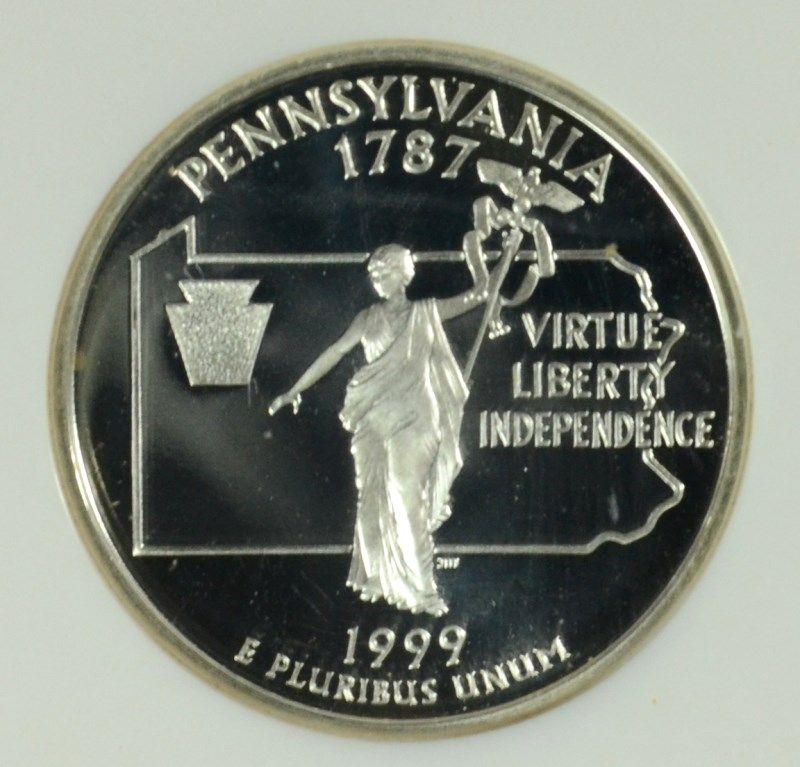 PENNSYLVANIA
1787
VIRTUE
LIBERTY
INDEPENDENCE
1999
E PLURIBUS UNUM